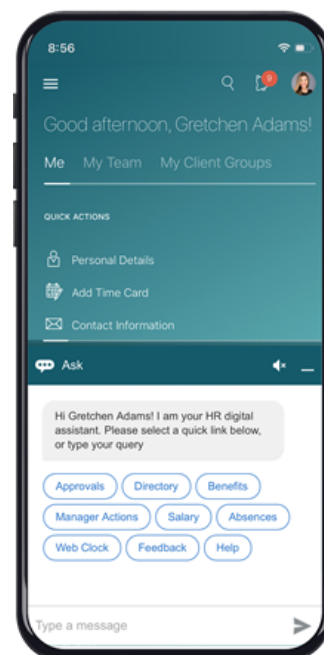 8:56
9
Good afternoon, Gretchen Adams!
Me My Team My Client Groups
QUICK ACTIONS
Personal Details
Add Time Card
Contact Information
Ask
Hi Gretchen Adams! I am your HR digital
assistant. Please select a quick link below,
or type your query
Approvals Directory Benefits
Manager Actions Salary Absences
Web Clock Feedback Help
Type a message